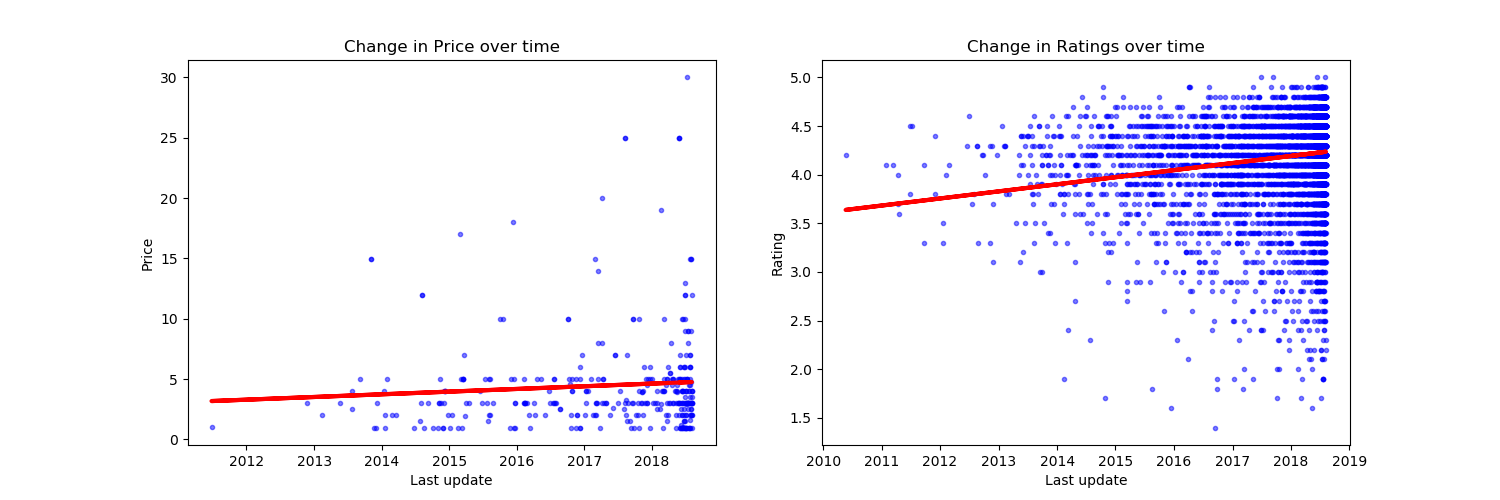 Change in Price over time
30
25
20
15
10
5
0
Price
2012 2013 2014 2015 2016 2017 2018
Last update
Change in Ratings over time
5.0
4.5
4.0
3.5
3.0
2.5
2.0
1.5
Rating
2010 2011 2012 2013 2014 2015 2016 2017 2018 2019
Last update